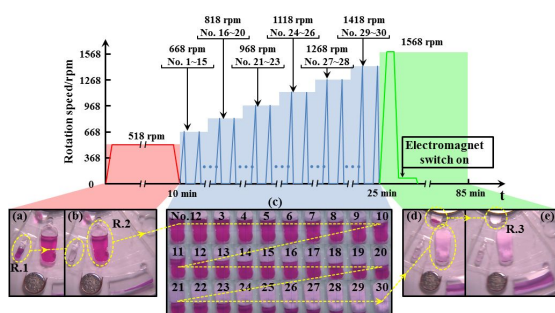 Rotation speed/rpm
1568
1268
968
668
368
0
518 rpm
668 rpm
No. 1~15
818 rpm
No. 16~20
968 rpm
No. 21~23
1118 rpm
No. 24~26
1268 rpm
No. 27~28
1418 rpm
No. 29~30
1568 rpm
Electromagnet
switch on
10 min
25 min
85 min
t
(a)
R.1
(b)
R.2
(c)
No.1 2 3 4 5 6 7 8 9 10
11 12 13 14 15 16 17 18 19 20
21 22 23 24 25 26 27 28 29 30
(d)
R.3
(e)